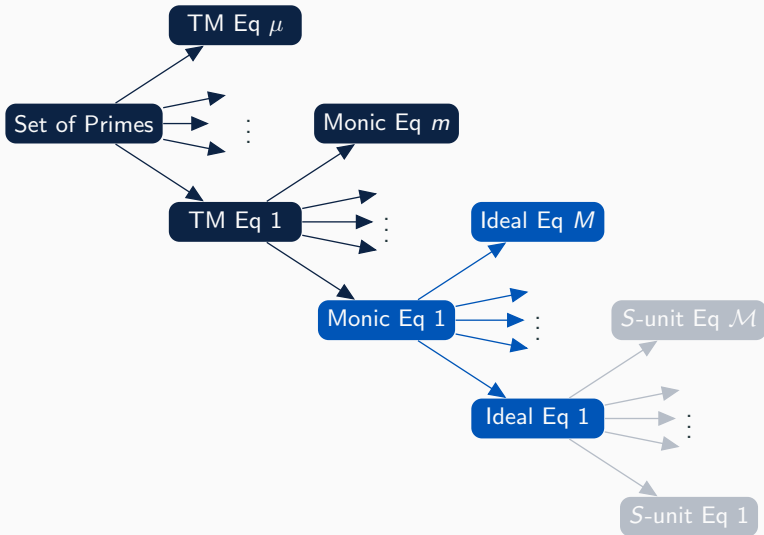 TM Eq μ
Set of Primes
⋮
Monic Eq m
TM Eq 1
⋮
Ideal Eq M
Monic Eq 1
⋮
S-unit Eq ℳ
Ideal Eq 1
⋮
S-unit Eq 1